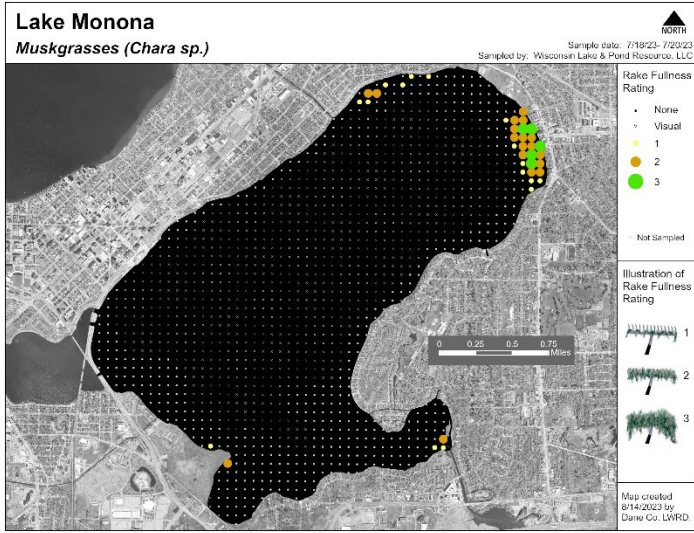 Lake Monona
Muskgrasses (Chara sp.)
NORTH
Sample date: 7/18/23- 7/20/23
Sampled by: Wisconsin Lake & Pond Resource, LLC
Rake Fullness
Rating
None
Visual
1
2
3
Not Sampled
Illustration of
Rake Fullness
Rating
1
2
3
0 0.25 0.5 0.75
Miles
Map created
8/14/2023 by
Dane Co. LWRD.